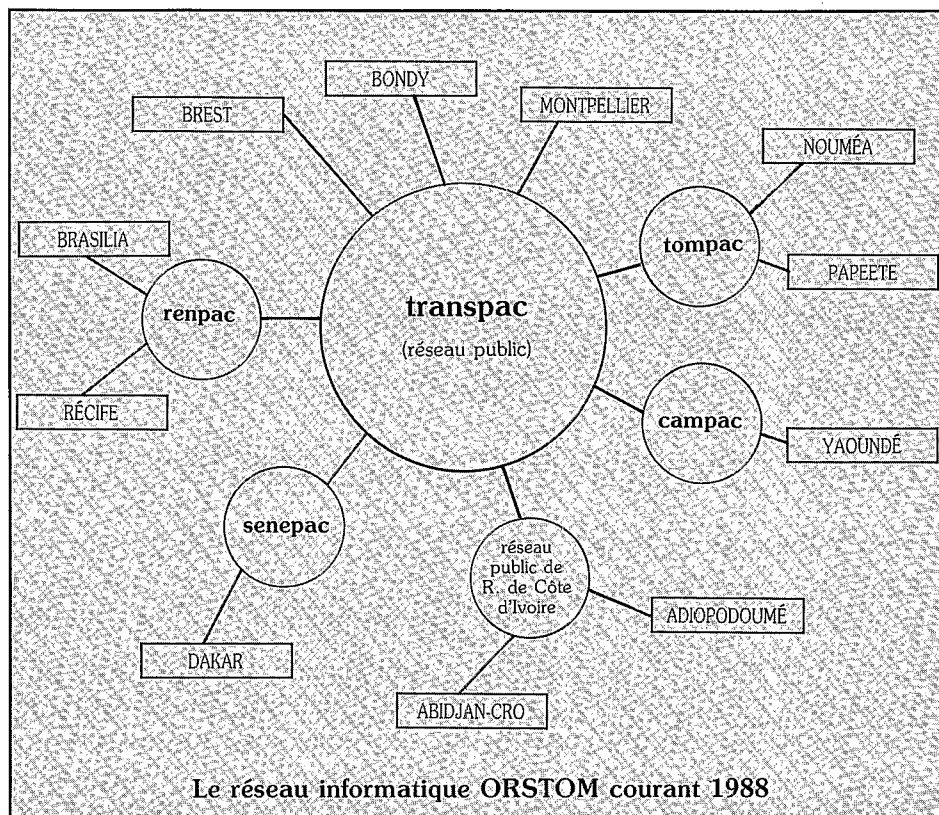 BONDY
BREST
MONTPELLIER
NOUMÉA
tompac
PAPEETE
BRASILIA
renpac
RÉCIFE
transpac
(réseau public)
campac
YAOUNDÉ
senepac
DAKAR
réseau
public de
R. de Côte
d'Ivoire
ADIOPODOUMÉ
ABIDJAN-CRO
Le réseau informatique ORSTOM courant 1988